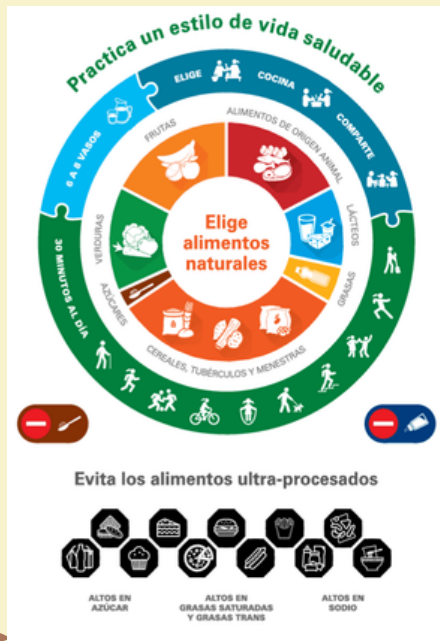 Practica un estilo de vida saludable
6 A 8 VASOS
ELIGE
COCINA
COMPARTE
30 MINUTOS AL DÍA
FRUTAS
ALIMENTOS DE ORIGEN ANIMAL
LÁCTEOS
GRASAS
CEREALES, TUBÉRCULOS Y MENESTRAS
AZÚCARES
VERDURAS
Elige
alimentos
naturales
Evita los alimentos ultra-procesados
ALTOS EN
AZÚCAR
ALTOS EN
GRASAS SATURADAS
Y GRASAS TRANS
ALTOS EN
SODIO